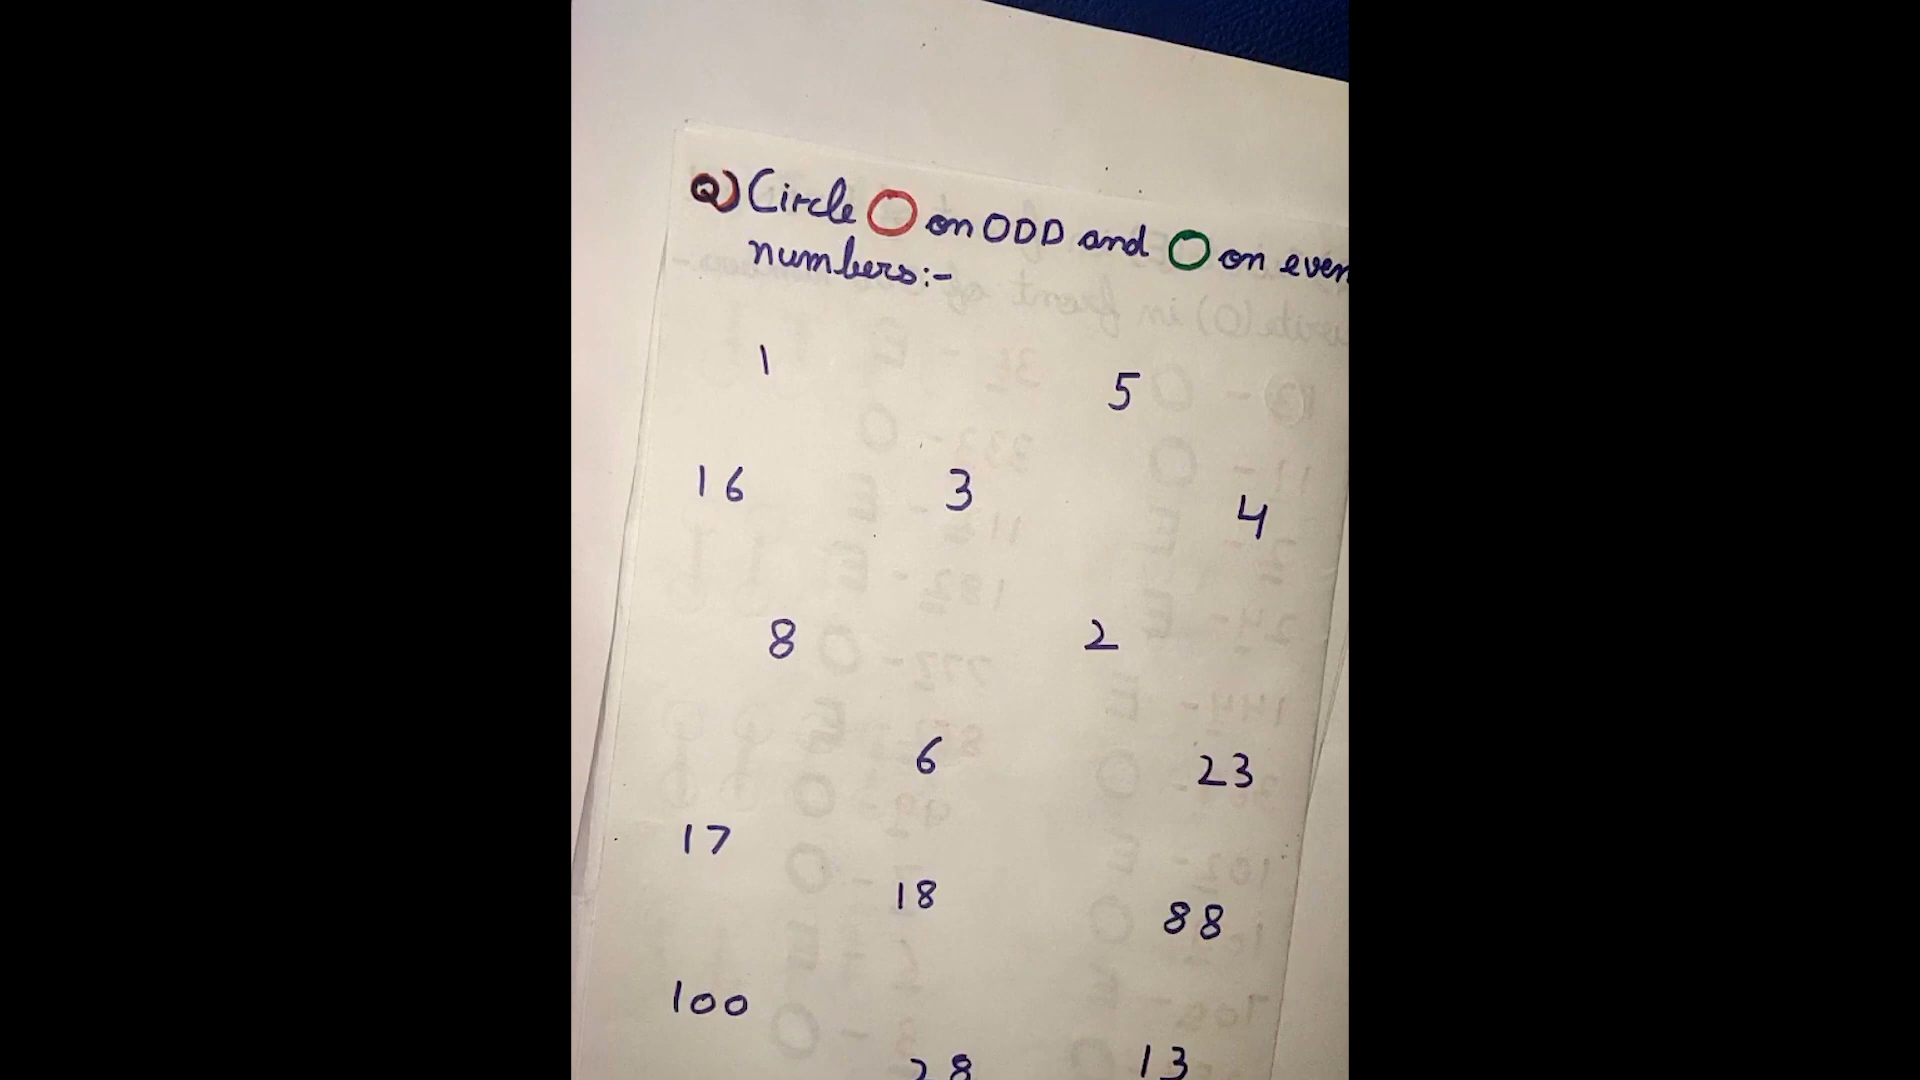 Q) Circle O on ODD and O on even
numbers:-
1 5
16 3 4
8 2
6 23
17
18 88
100
28 13